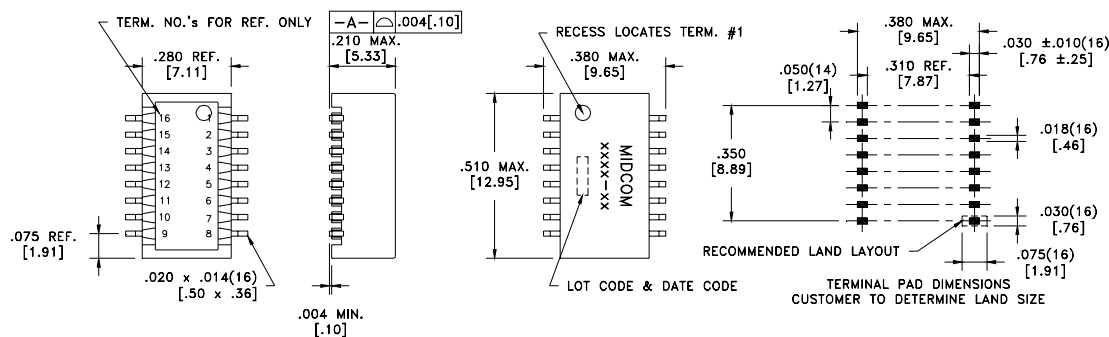 TERM. NO.'s FOR REF. ONLY
-A- ⌓ .004[.10]
.280 REF.
[7.11]
.210 MAX.
[5.33]
16 1
15 2
14 3
13 4
12 5
11 6
10 7
9 8
.075 REF.
[1.91]
.020 x .014(16)
[.50 x .36]
.004 MIN.
[.10]
RECESS LOCATES TERM. #1
.380 MAX.
[9.65]
.510 MAX.
[12.95]
MIDCOM
xxxx-xx
LOT CODE & DATE CODE
.380 MAX.
[9.65]
.030 ±.010(16)
[.76 ±.25]
.050(14)
[1.27]
.310 REF.
[7.87]
.018(16)
[.46]
.350
[8.89]
.030(16)
[.76]
RECOMMENDED LAND LAYOUT
.075(16)
[1.91]
TERMINAL PAD DIMENSIONS
CUSTOMER TO DETERMINE LAND SIZE